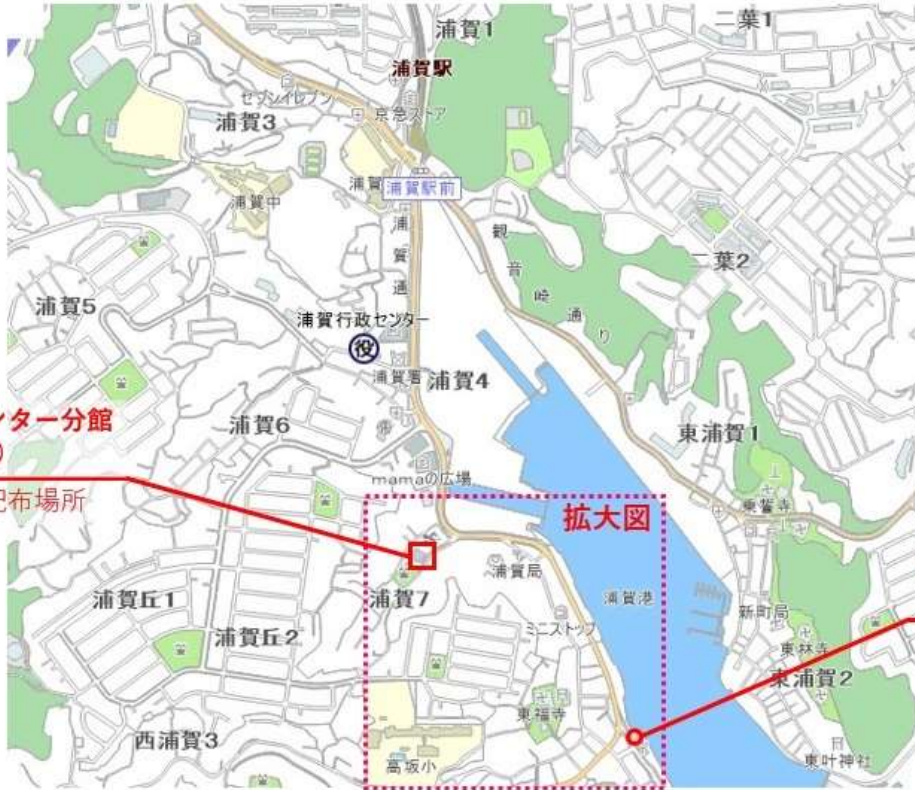 浦賀1
二葉1
浦賀駅
セブンイレブン
京急ストア
浦賀3
浦賀
浦賀中
浦賀駅前
浦賀通
観音崎通り
二葉2
浦賀5
浦賀行政センター
役
浦賀署
浦賀4
ンター分館
)
浦賀6
東浦賀1
mamaの広場
布場所
拡大図
東耀寺
浦賀局
浦賀7
浦賀丘1
浦賀港
新町局
ミニストップ
浦賀丘2
東林寺
東浦賀2
東福寺
西浦賀3
高坂小
東叶神社